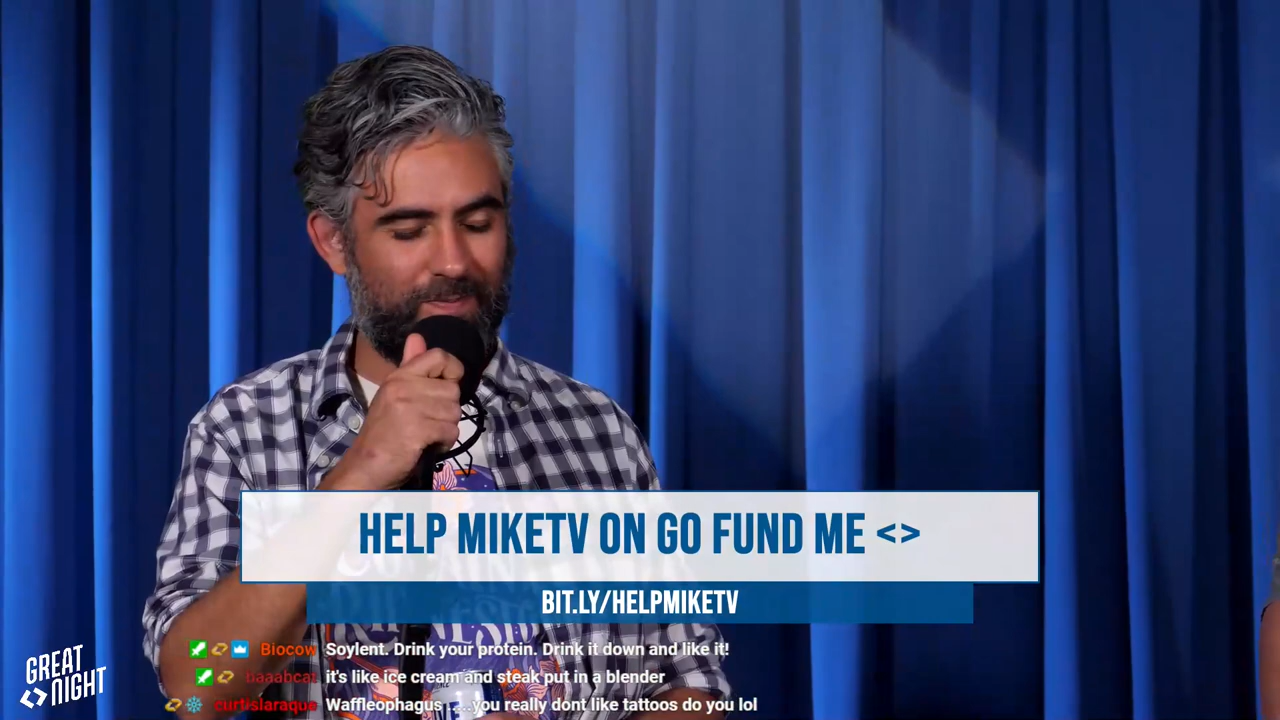 HELP MIKETV ON GO FUND ME <>
BIT.LY/HELPMIKETV
Biocow Soylent. Drink your protein. Drink it down and like it!
baaabcat it's like ice cream and steak put in a blender
curtislaraque Waffleophagus .....you really dont like tattoos do you lol
GREAT
<>NIGHT